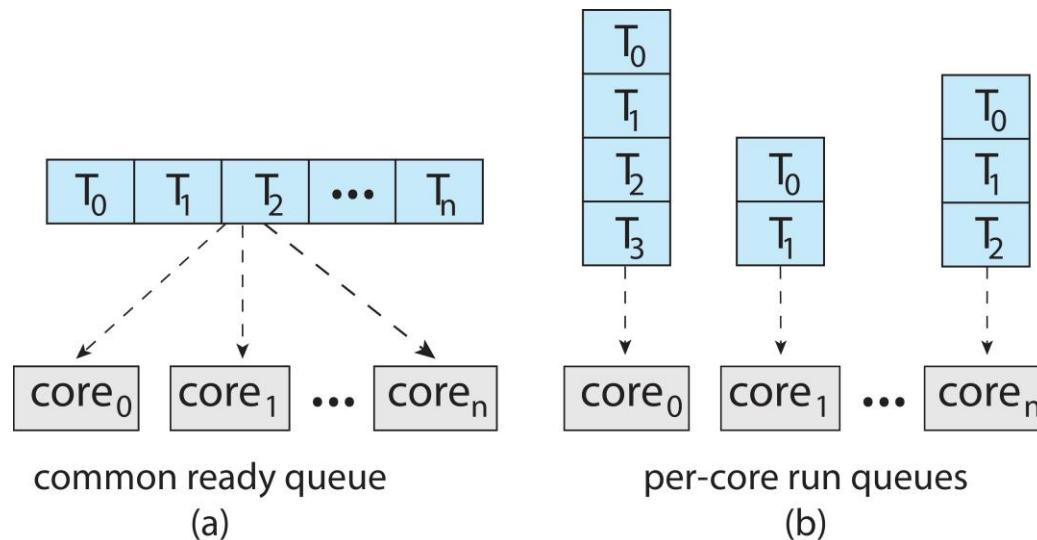 T₀ T₁ T₂ ••• Tₙ
core₀ core₁ ••• coreₙ
common ready queue
(a)
T₀
T₁
T₂
T₃
T₀
T₁
T₀
T₁
T₂
core₀ core₁ ••• coreₙ
per-core run queues
(b)